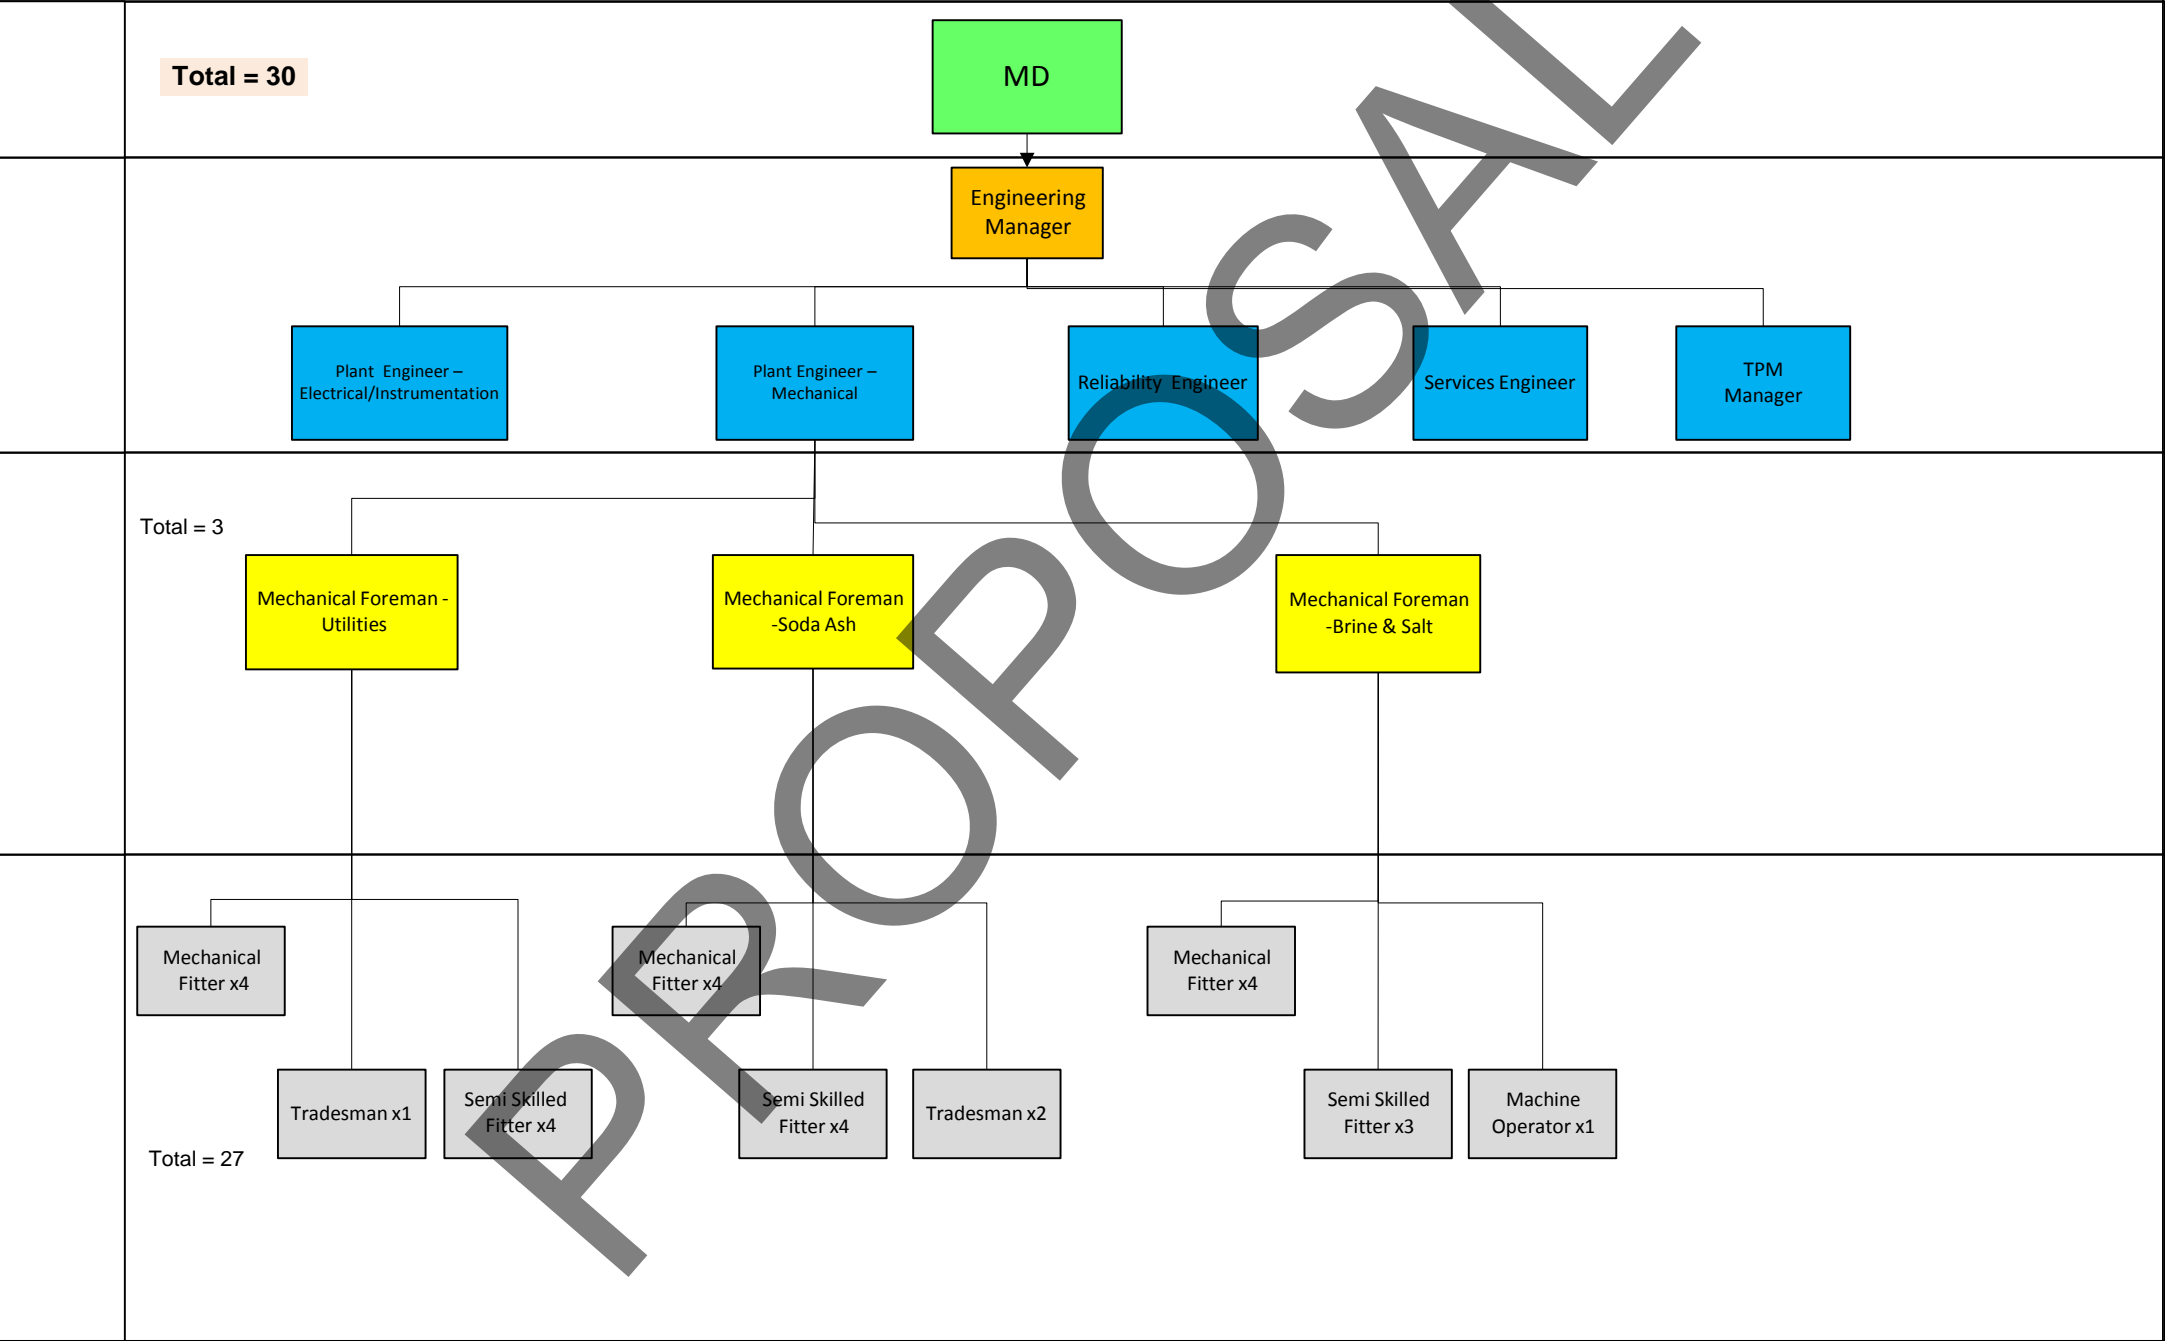 Total = 30
MD
Engineering
Manager
Plant Engineer –
Electrical/Instrumentation
Plant Engineer –
Mechanical
Reliability Engineer
Services Engineer
TPM
Manager
Total = 3
Mechanical Foreman -
Utilities
Mechanical Foreman
-Soda Ash
Mechanical Foreman
-Brine & Salt
Mechanical
Fitter x4
Mechanical
Fitter x4
Mechanical
Fitter x4
Tradesman x1
Semi Skilled
Fitter x4
Semi Skilled
Fitter x4
Tradesman x2
Semi Skilled
Fitter x3
Machine
Operator x1
Total = 27
PROPOSAL